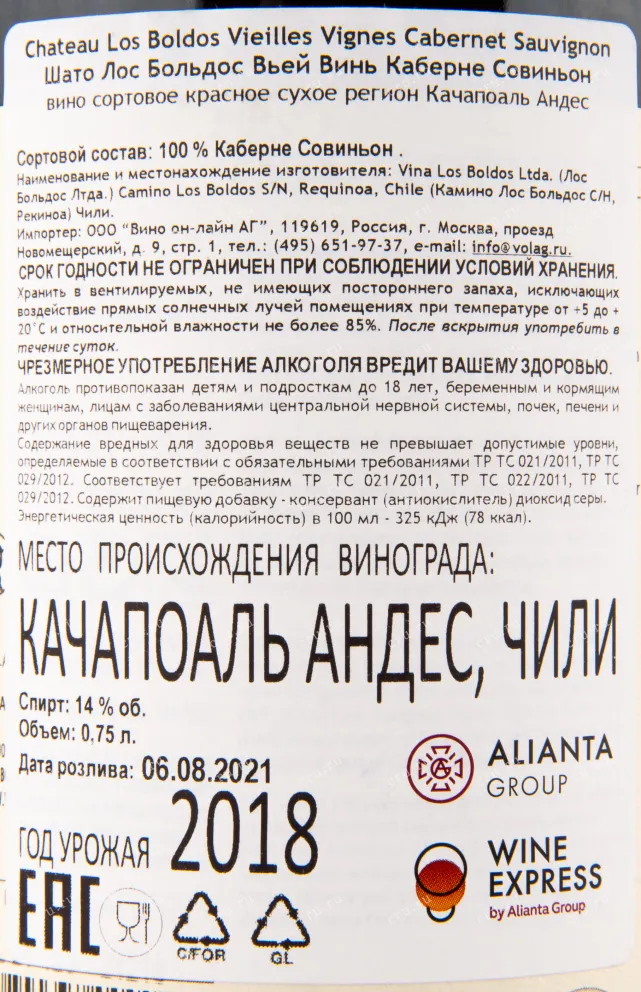 Chateau Los Boldos Vieilles Vignes Cabernet Sauvignon
Шато Лос Больдос Вьей Винь Каберне Совиньон
вино сортовое красное сухое регион Качапоаль Андес
Сортовой состав: 100 % Каберне Совиньон .
Наименование и местонахождение изготовителя: Vina Los Boldos Ltda. (Лос
Больдос Лтда.) Camino Los Boldos S/N, Requinoa, Chile (Камино Лос Больдос С/Н,
Рекиноа) Чили.
Импортер: ООО "Вино он-лайн АГ", 119619, Россия, г. Москва, проезд
Новомещерский, д. 9, стр. 1, тел.: (495) 651-97-37, e-mail: info@volag.ru.
СРОК ГОДНОСТИ НЕ ОГРАНИЧЕН ПРИ СОБЛЮДЕНИИ УСЛОВИЙ ХРАНЕНИЯ.
Хранить в вентилируемых, не имеющих постороннего запаха, исключающих
воздействие прямых солнечных лучей помещениях при температуре от +5 до +
20°С и относительной влажности не более 85%. После вскрытия употребить в
течение суток.
ЧРЕЗМЕРНОЕ УПОТРЕБЛЕНИЕ АЛКОГОЛЯ ВРЕДИТ ВАШЕМУ ЗДОРОВЬЮ.
Алкоголь противопоказан детям и подросткам до 18 лет, беременным и кормящим
женщинам, лицам с заболеваниями центральной нервной системы, почек, печени и
других органов пищеварения.
Содержание вредных для здоровья веществ не превышает допустимые уровни,
определяемые в соответствии с обязательными требованиями ТР ТС 021/2011, ТР ТС
029/2012. Соответствует требованиям ТР ТС 021/2011, ТР ТС 022/2011, ТР ТС
029/2012. Содержит пищевую добавку - консервант (антиокислитель) диоксид серы.
Энергетическая ценность (калорийность) в 100 мл - 325 кДж (78 ккал).
МЕСТО ПРОИСХОЖДЕНИЯ ВИНОГРАДА:
КАЧАПОАЛЬ АНДЕС, ЧИЛИ
Спирт: 14 % об.
Объем: 0,75 л.
Дата розлива: 06.08.2021
ALIANTA
GROUP
ГОД УРОЖАЯ 2018
WINE
EXPRESS
by Alianta Group
EAC
C/FOR
GL